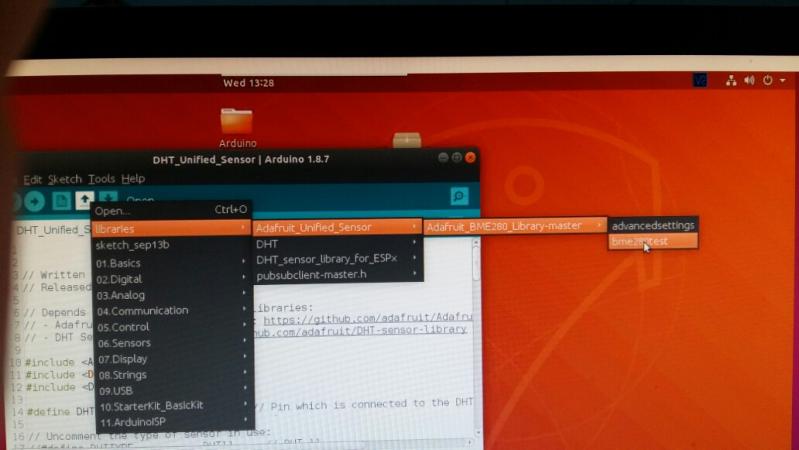 Wed 13:28
Arduino
DHT_Unified_Sensor | Arduino 1.8.7
Edit Sketch Tools Help
Open
Open... Ctrl+O
libraries
sketch_sep13b
01.Basics
02.Digital
03.Analog
04.Communication
05.Control
06.Sensors
07.Display
08.Strings
09.USB
10.StarterKit_BasicKit
11.ArduinoISP
Adafruit_Unified_Sensor
DHT
DHT_sensor_library_for_ESPx
pubsubclient-master.h
Adafruit_BME280_Library-master
advancedsettings
DHT_Unified_S
1
3 // Written
4 // Released
5
6 // Depends ibraries:
7 // - Adafru : https://github.com/adafruit/Adafru
8 // - DHT Se hub.com/adafruit/DHT-sensor-library
10 #include <A
11 #include <D
12 #include <D
14 #define DHT // Pin which is connected to the DHT
16 // Uncomment the type of sensor in use: